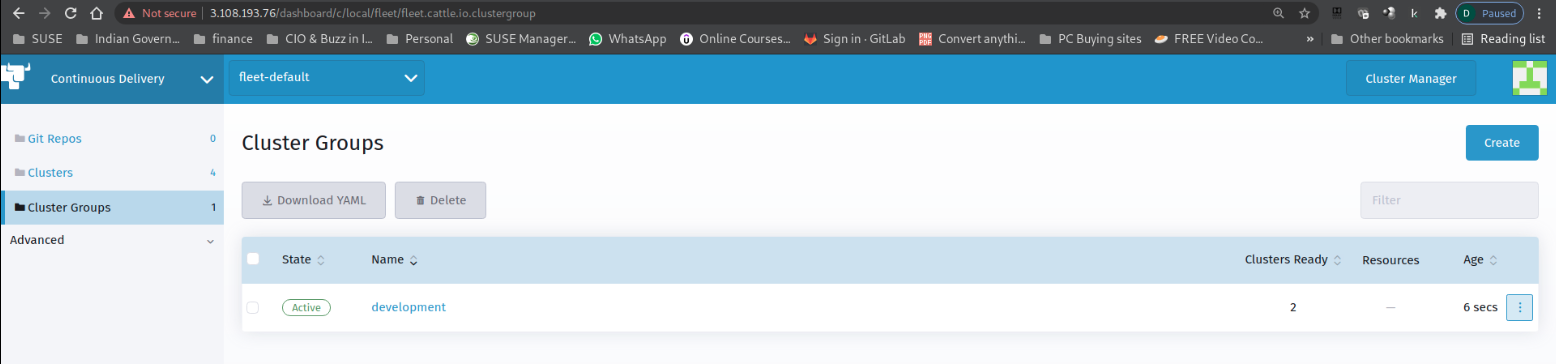 Not secure 3.108.193.76/dashboard/c/local/fleet/fleet.cattle.io.clustergroup D Paused
SUSE Indian Govern... finance CIO & Buzz in I... Personal SUSE Manager... WhatsApp Online Courses... Sign in · GitLab PNG PDF Convert anythi... PC Buying sites FREE Video Co... » Other bookmarks Reading list
Continuous Delivery fleet-default Cluster Manager
Git Repos 0
Clusters 4
Cluster Groups 1
Advanced
Cluster Groups Create
Download YAML Delete Filter
State Name Clusters Ready Resources Age
Active development 2 — 6 secs